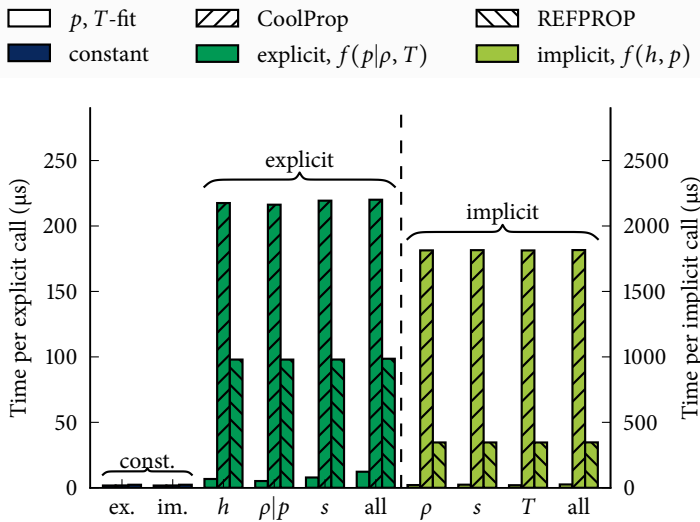 p, T-fit CoolProp REFPROP
constant explicit, f(p|ρ, T) implicit, f(h, p)
Time per explicit call (μs)
250
200
150
100
50
0
explicit
implicit
const.
2500
2000
1500
1000
500
0
Time per implicit call (μs)
ex. im. h ρ|p s all ρ s T all